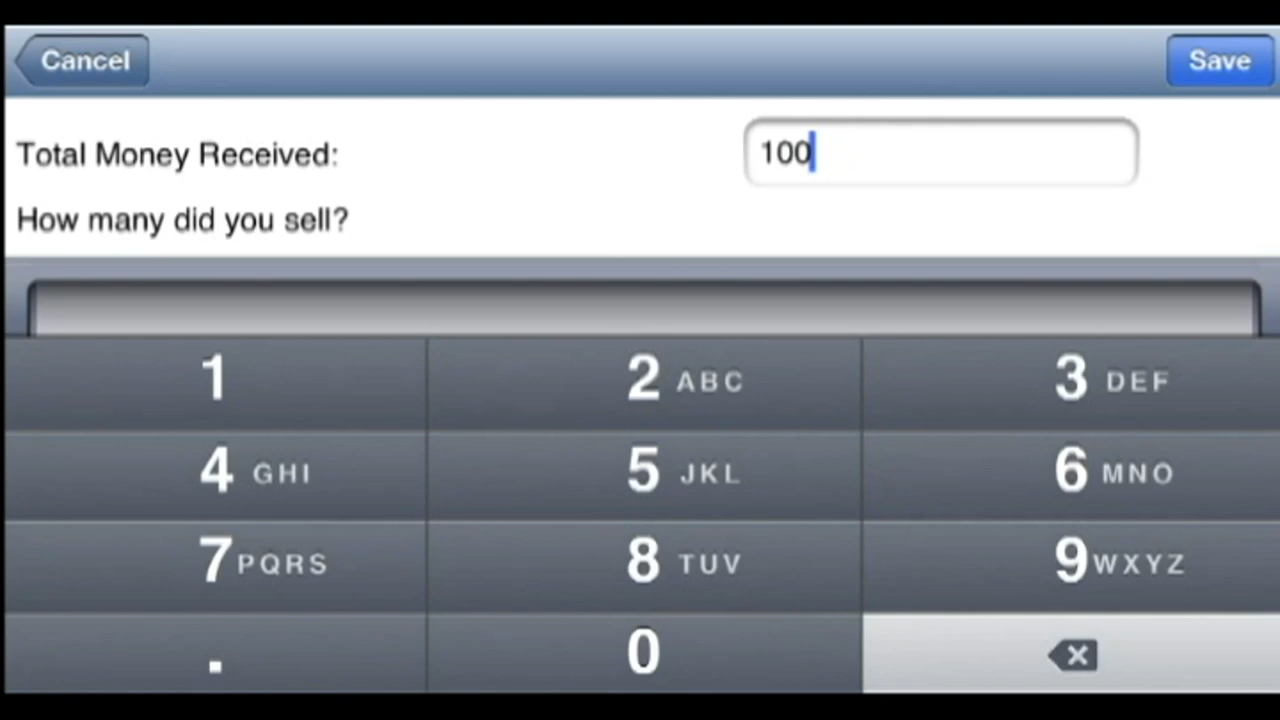 Cancel Save
Total Money Received: 100
How many did you sell?
1 2 ABC 3 DEF
4 GHI 5 JKL 6 MNO
7 PQRS 8 TUV 9 WXYZ
. 0